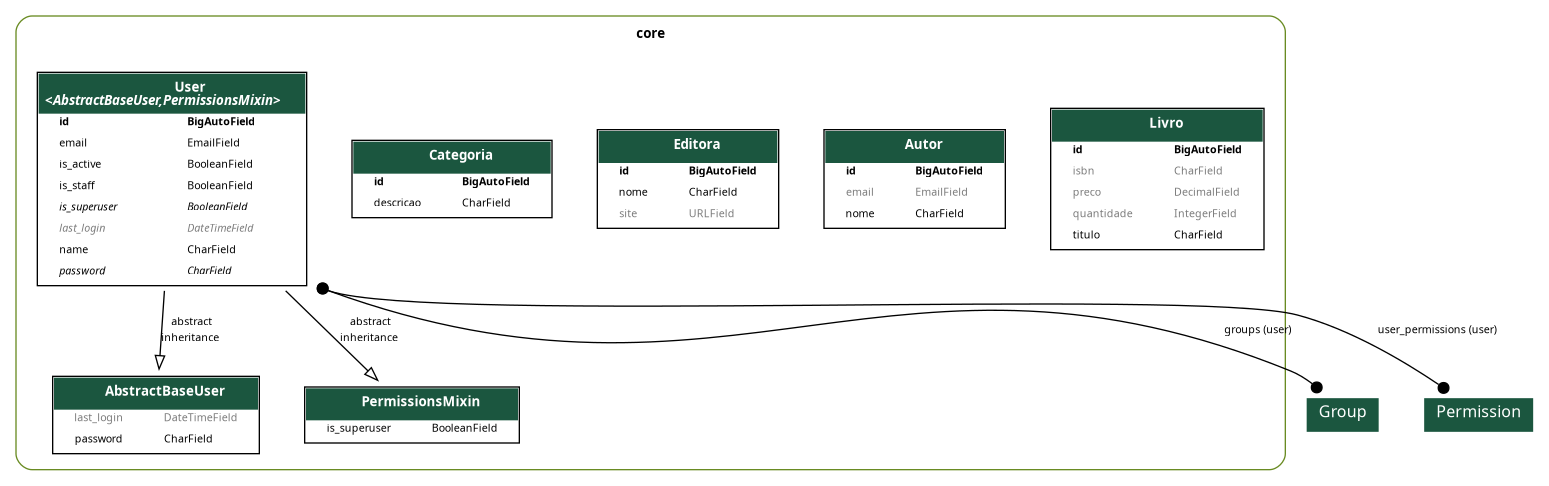 core
User
<AbstractBaseUser,PermissionsMixin>
id BigAutoField
email EmailField
is_active BooleanField
is_staff BooleanField
is_superuser BooleanField
last_login DateTimeField
name CharField
password CharField
Categoria
id BigAutoField
descricao CharField
Editora
id BigAutoField
nome CharField
site URLField
Autor
id BigAutoField
email EmailField
nome CharField
Livro
id BigAutoField
isbn CharField
preco DecimalField
quantidade IntegerField
titulo CharField
abstract
inheritance
abstract
inheritance
groups (user)
user_permissions (user)
AbstractBaseUser
last_login DateTimeField
password CharField
PermissionsMixin
is_superuser BooleanField
Group
Permission